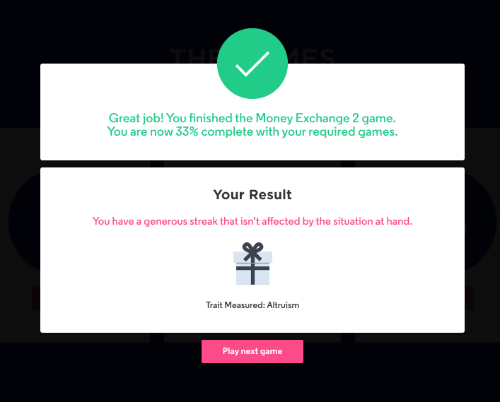 Great job! You finished the Money Exchange 2 game.
You are now 33% complete with your required games.
Your Result
You have a generous streak that isn't affected by the situation at hand.
Trait Measured: Altruism
Play next game